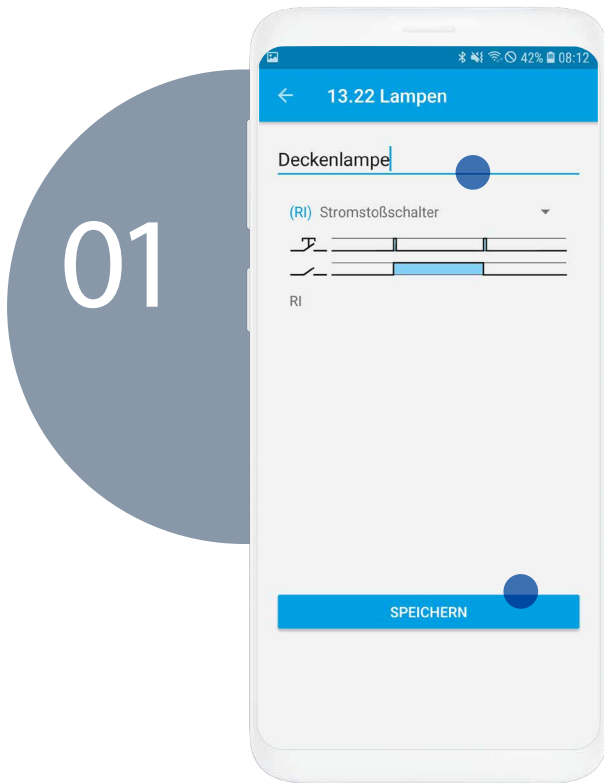 01
42% 08:12
13.22 Lampen
Deckenlampe
(RI) Stromstoßschalter
RI
SPEICHERN